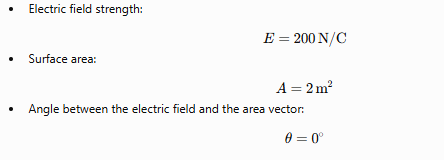 • Electric field strength:
E = 200 N/C
• Surface area:
A = 2 m²
• Angle between the electric field and the area vector:
θ = 0°